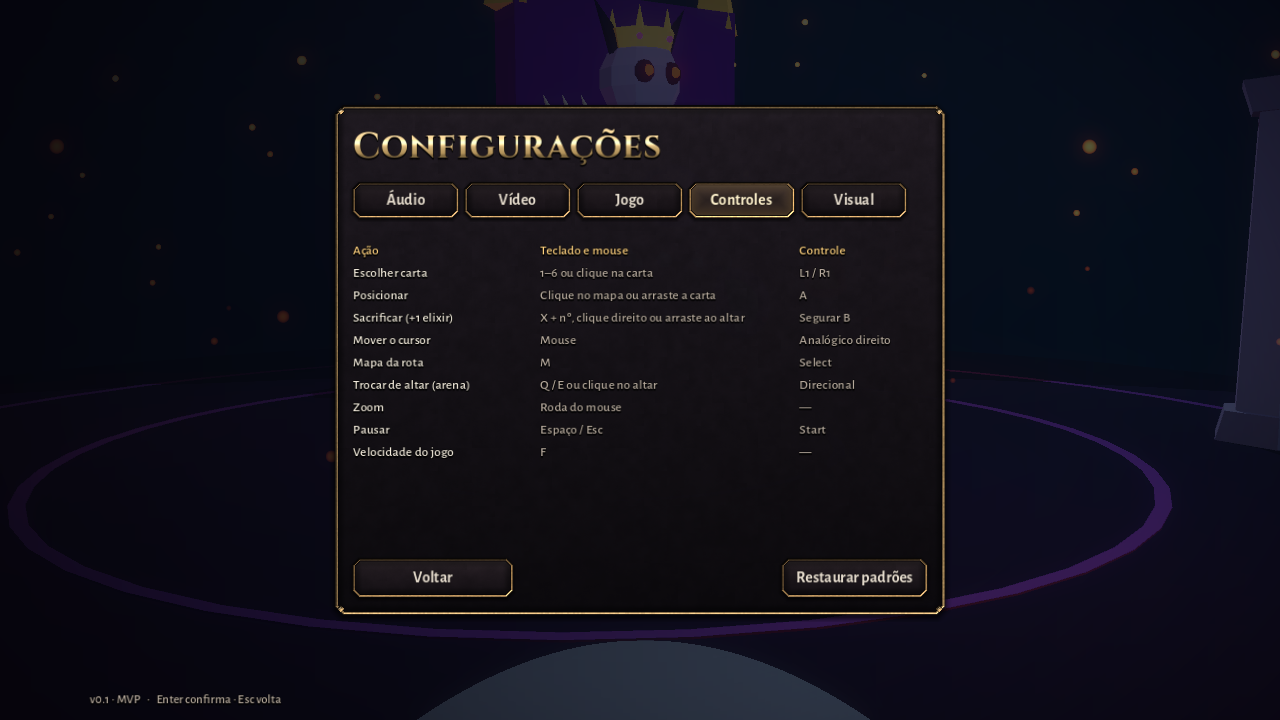 Configurações
Áudio Vídeo Jogo Controles Visual
Ação Teclado e mouse Controle
Escolher carta 1–6 ou clique na carta L1 / R1
Posicionar Clique no mapa ou arraste a carta A
Sacrificar (+1 elixir) X + nº, clique direito ou arraste ao altar Segurar B
Mover o cursor Mouse Analógico direito
Mapa da rota M Select
Trocar de altar (arena) Q / E ou clique no altar Direcional
Zoom Roda do mouse —
Pausar Espaço / Esc Start
Velocidade do jogo F —
Voltar Restaurar padrões
v0.1 · MVP · Enter confirma · Esc volta